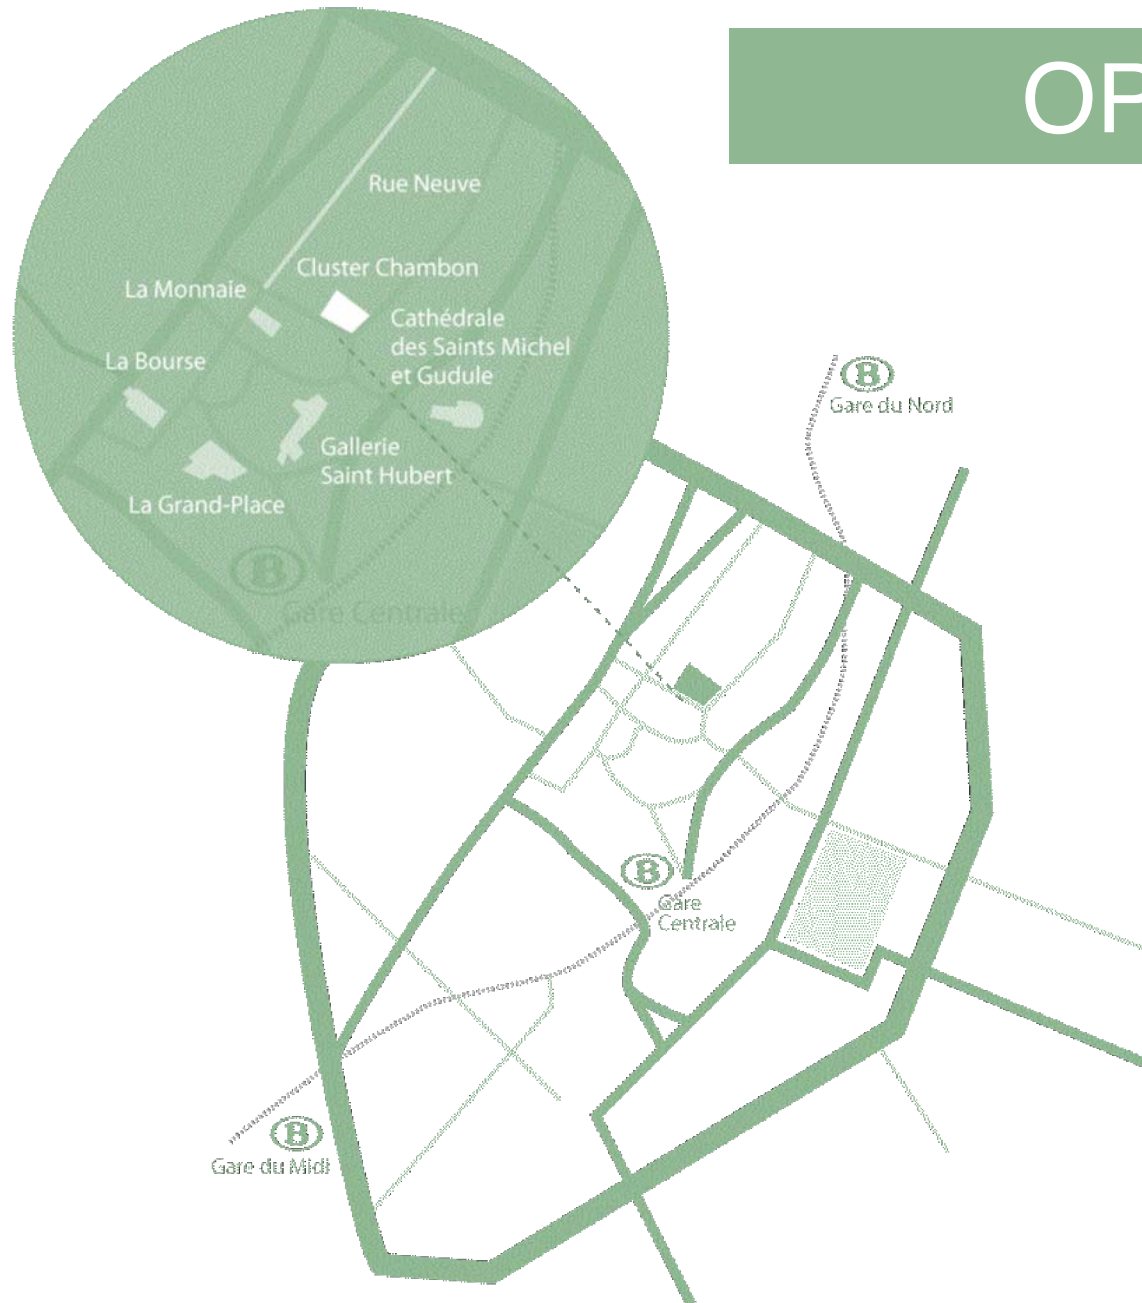 OP
Rue Neuve
Cluster Chambon
La Monnaie
Cathédrale
des Saints Michel
et Gudule
La Bourse
Gallerie
Saint Hubert
La Grand-Place
B
Gare Centrale
B
Gare du Nord
B
Gare
Centrale
B
Gare du Midi